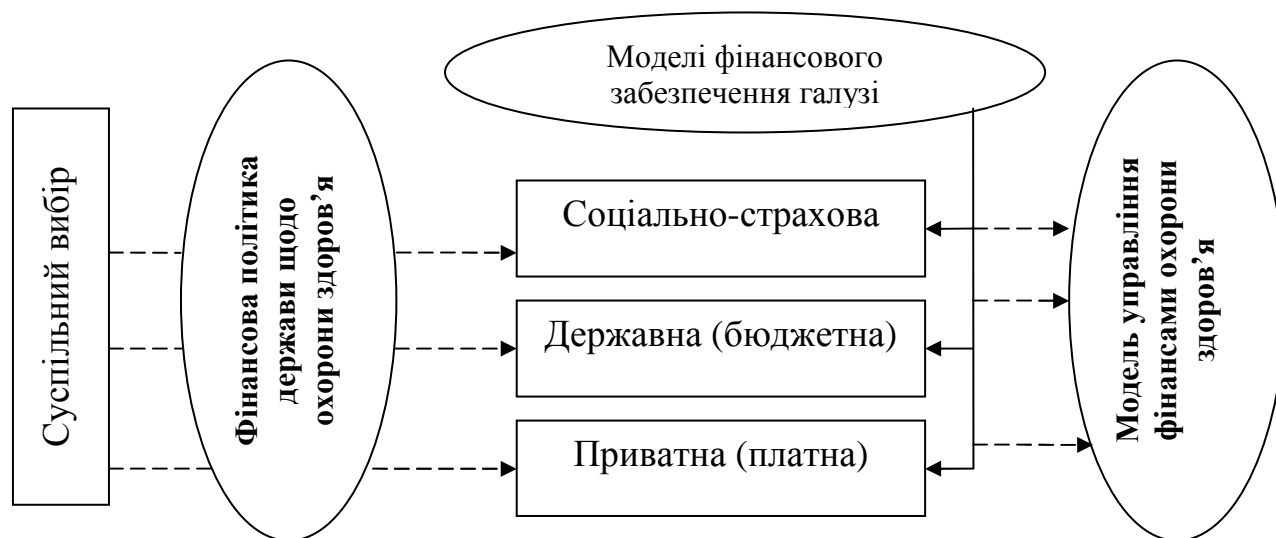 Моделі фінансового
забезпечення галузі
Суспільний вибір
Фінансова політика
держави щодо
охорони здоров’я
Соціально-страхова
Державна (бюджетна)
Приватна (платна)
Модель управління
фінансами охорони
здоров’я